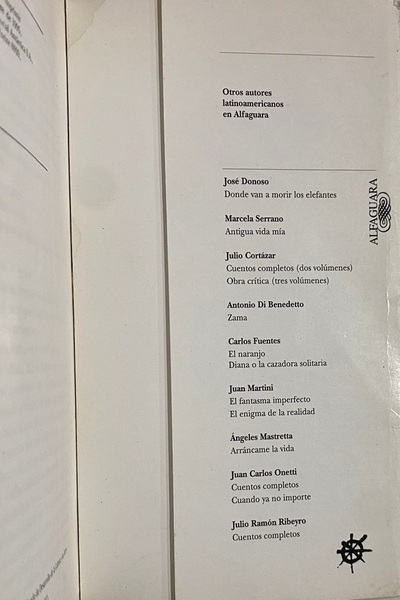 Otros autores
latinoamericanos
en Alfaguara
José Donoso
Donde van a morir los elefantes
Marcela Serrano
Antigua vida mía
Julio Cortázar
Cuentos completos (dos volúmenes)
Obra crítica (tres volúmenes)
Antonio Di Benedetto
Zama
Carlos Fuentes
El naranjo
Diana o la cazadora solitaria
Juan Martini
El fantasma imperfecto
El enigma de la realidad
Ángeles Mastretta
Arráncame la vida
Juan Carlos Onetti
Cuentos completos
Cuando ya no importe
Julio Ramón Ribeyro
Cuentos completos
ALFAGUARA